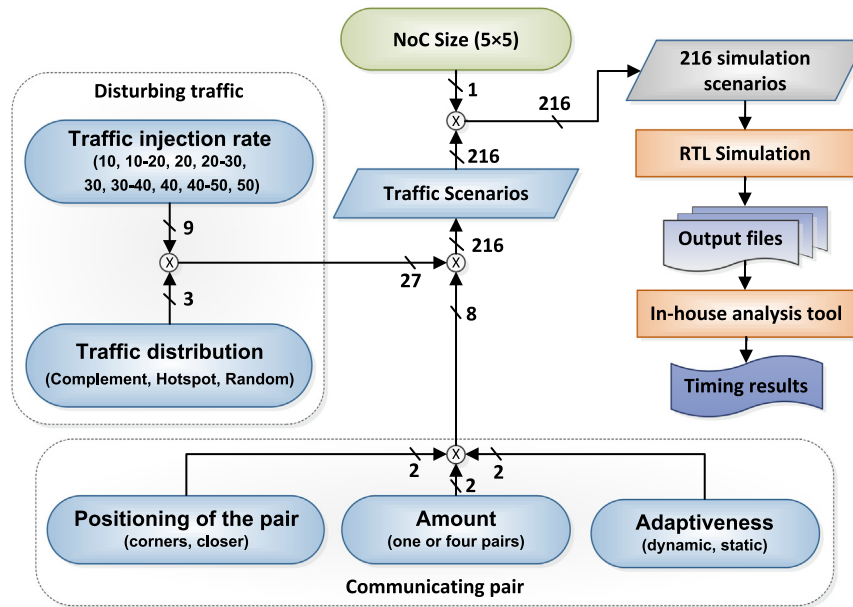 NoC Size (5×5)
1
X
216
216
Traffic Scenarios
216
X
27
8
Disturbing traffic
Traffic injection rate
(10, 10-20, 20, 20-30,
30, 30-40, 40, 40-50, 50)
9
X
3
Traffic distribution
(Complement, Hotspot, Random)
216 simulation
scenarios
RTL Simulation
Output files
In-house analysis tool
Timing results
X
2
2
2
Positioning of the pair
(corners, closer)
Amount
(one or four pairs)
Adaptiveness
(dynamic, static)
Communicating pair